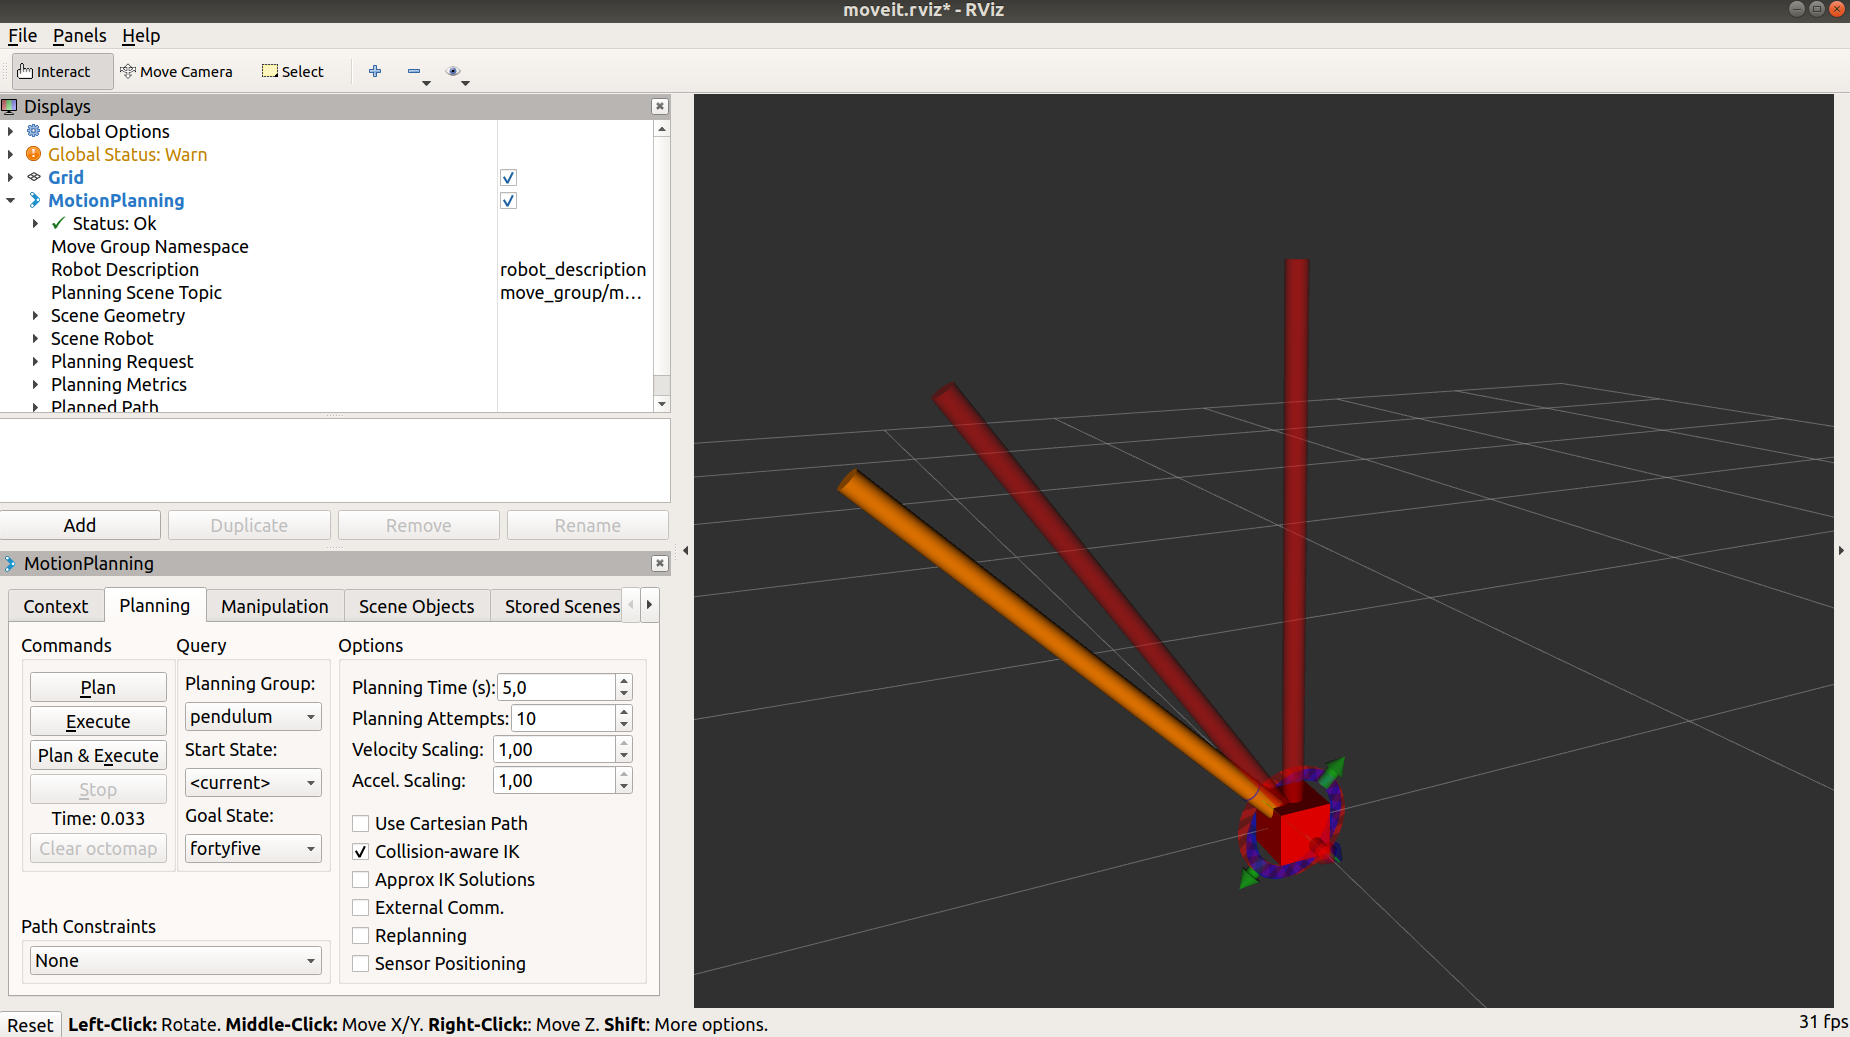 moveit.rviz* - RViz
File Panels Help
Interact Move Camera Select
Displays
Global Options
Global Status: Warn
Grid
MotionPlanning
Status: Ok
Move Group Namespace
Robot Description robot_description
Planning Scene Topic move_group/m...
Scene Geometry
Scene Robot
Planning Request
Planning Metrics
Planned Path
Add Duplicate Remove Rename
MotionPlanning
Context Planning Manipulation Scene Objects Stored Scenes
Commands Query Options
Plan
Execute
Plan & Execute
Stop
Time: 0.033
Clear octomap
Planning Group:
pendulum
Start State:
<current>
Goal State:
fortyfive
Path Constraints
None
Planning Time (s): 5,0
Planning Attempts: 10
Velocity Scaling: 1,00
Accel. Scaling: 1,00
Use Cartesian Path
Collision-aware IK
Approx IK Solutions
External Comm.
Replanning
Sensor Positioning
Reset Left-Click: Rotate. Middle-Click: Move X/Y. Right-Click:: Move Z. Shift: More options. 31 fps